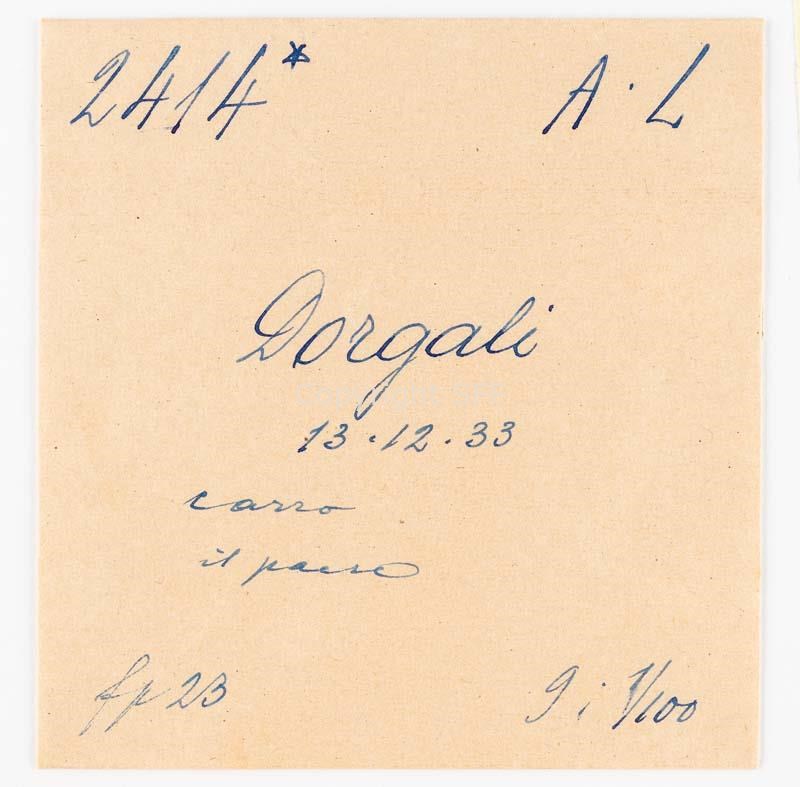 2414* A·L
Dorgali
13·12·33
carro
il paese
fp 23 9 i 1/100